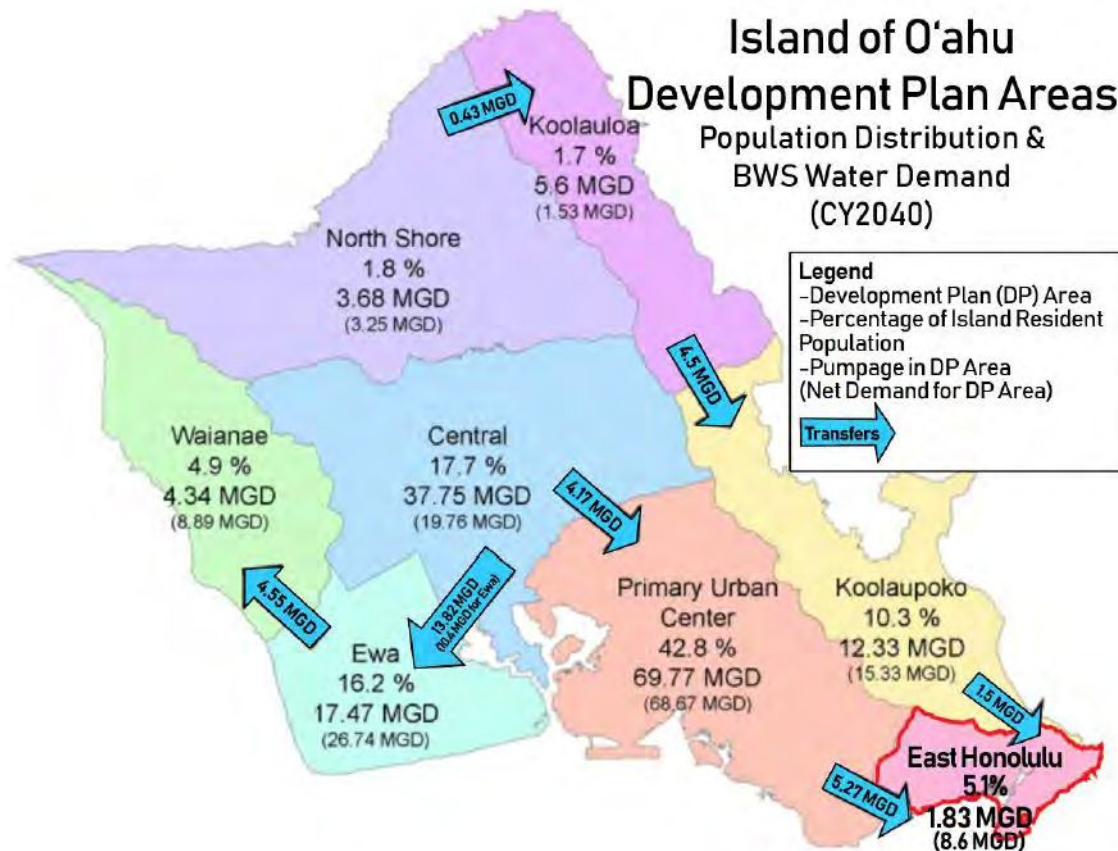 Island of O‘ahu
Development Plan Areas
Population Distribution &
BWS Water Demand
(CY2040)
Legend
-Development Plan (DP) Area
-Percentage of Island Resident
Population
-Pumpage in DP Area
(Net Demand for DP Area)
Transfers
0.43 MGD
Koolauloa
1.7 %
5.6 MGD
(1.53 MGD)
North Shore
1.8 %
3.68 MGD
(3.25 MGD)
4.5 MGD
Waianae
4.9 %
4.34 MGD
(8.89 MGD)
Central
17.7 %
37.75 MGD
(19.76 MGD)
4.17 MGD
4.55 MGD
13.82 MGD
(10.4 MGD for Ewa)
Ewa
16.2 %
17.47 MGD
(26.74 MGD)
Primary Urban
Center
42.8 %
69.77 MGD
(68.67 MGD)
Koolaupoko
10.3 %
12.33 MGD
(15.33 MGD)
1.5 MGD
5.27 MGD
East Honolulu
5.1%
1.83 MGD
(8.6 MGD)